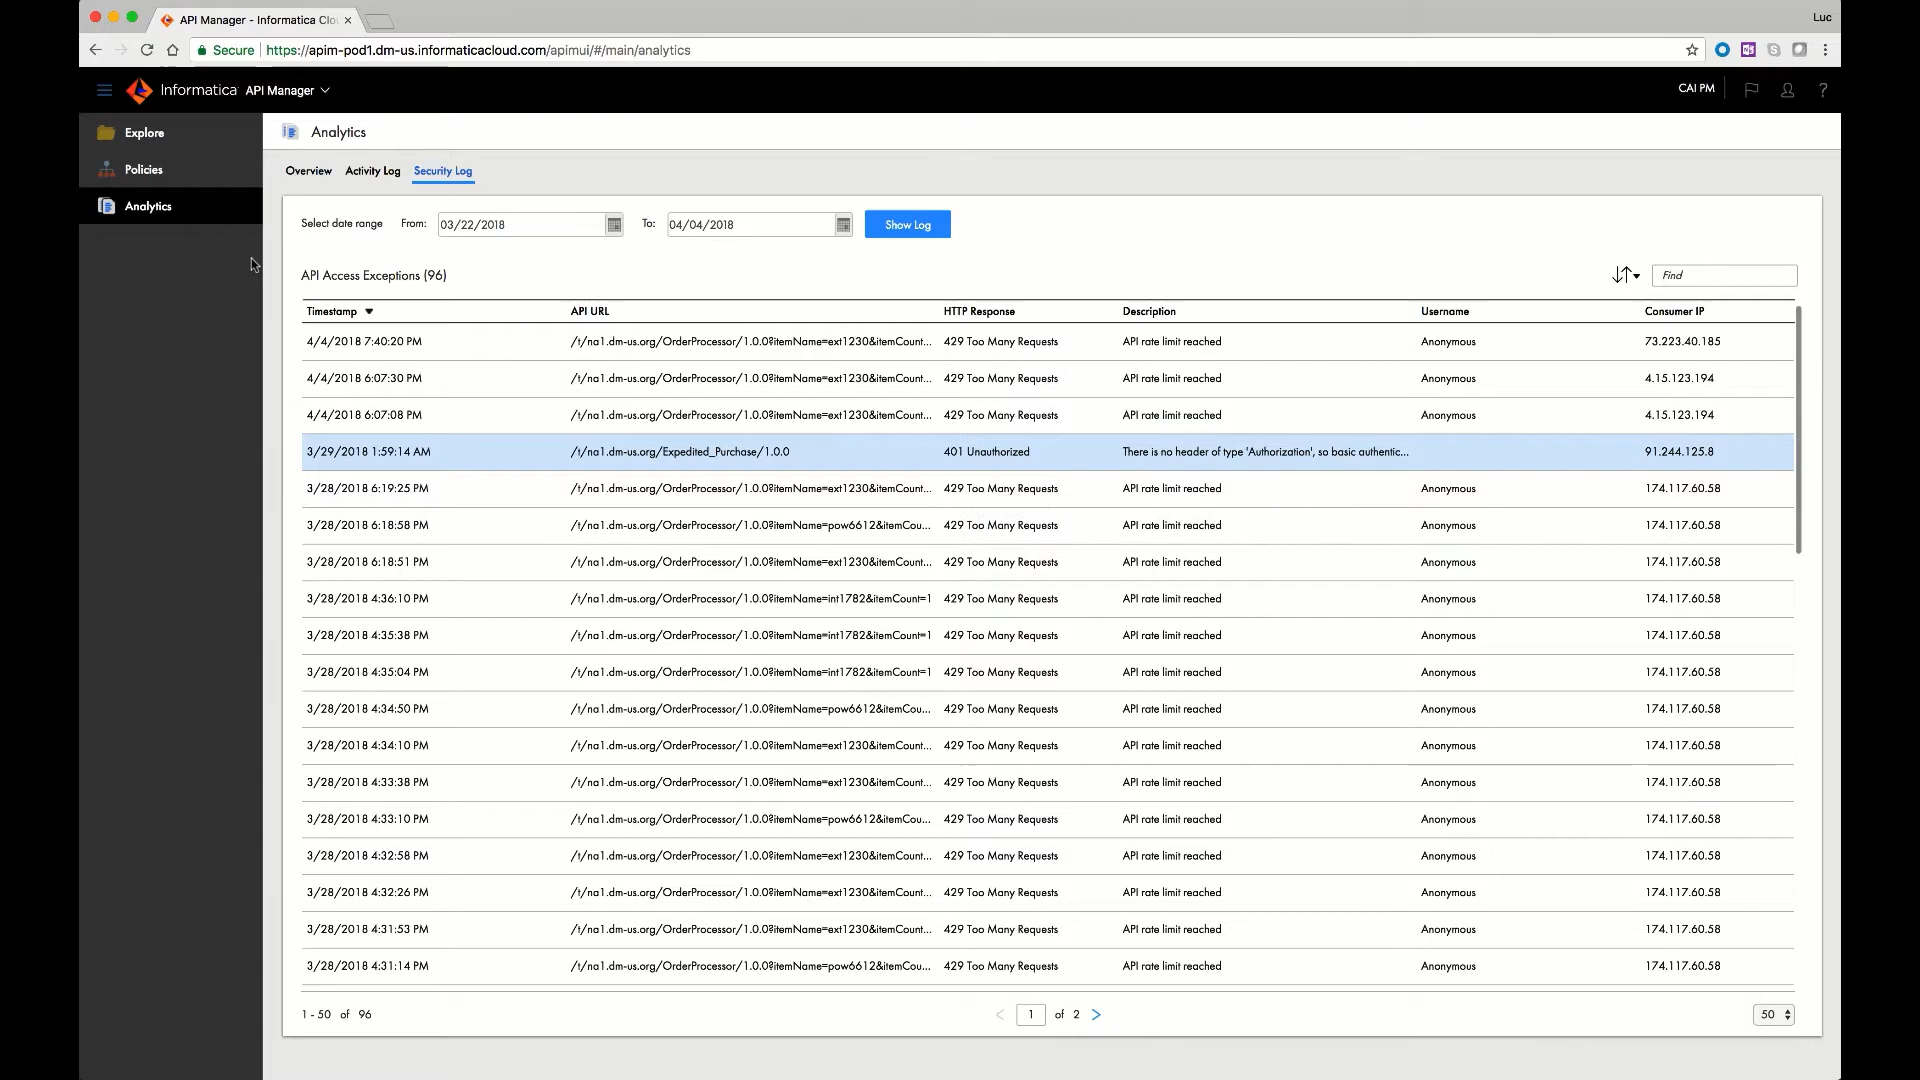 API Manager - Informatica Clo
Luc
Secure https://apim-pod1.dm-us.informaticacloud.com/apimui/#/main/analytics
Informatica API Manager
CAI PM
?
Explore
Policies
Analytics
Analytics
Overview Activity Log Security Log
Select date range From: 03/22/2018 To: 04/04/2018 Show Log
API Access Exceptions (96)
Find
Timestamp API URL HTTP Response Description Username Consumer IP
4/4/2018 7:40:20 PM /t/na1.dm-us.org/OrderProcessor/1.0.0?itemName=ext1230&itemCount... 429 Too Many Requests API rate limit reached Anonymous 73.223.40.185
4/4/2018 6:07:30 PM /t/na1.dm-us.org/OrderProcessor/1.0.0?itemName=ext1230&itemCount... 429 Too Many Requests API rate limit reached Anonymous 4.15.123.194
4/4/2018 6:07:08 PM /t/na1.dm-us.org/OrderProcessor/1.0.0?itemName=ext1230&itemCount... 429 Too Many Requests API rate limit reached Anonymous 4.15.123.194
3/29/2018 1:59:14 AM /t/na1.dm-us.org/Expedited_Purchase/1.0.0 401 Unauthorized There is no header of type 'Authorization', so basic authentic... 91.244.125.8
3/28/2018 6:19:25 PM /t/na1.dm-us.org/OrderProcessor/1.0.0?itemName=ext1230&itemCount... 429 Too Many Requests API rate limit reached Anonymous 174.117.60.58
3/28/2018 6:18:58 PM /t/na1.dm-us.org/OrderProcessor/1.0.0?itemName=pow6612&itemCou... 429 Too Many Requests API rate limit reached Anonymous 174.117.60.58
3/28/2018 6:18:51 PM /t/na1.dm-us.org/OrderProcessor/1.0.0?itemName=ext1230&itemCount... 429 Too Many Requests API rate limit reached Anonymous 174.117.60.58
3/28/2018 4:36:10 PM /t/na1.dm-us.org/OrderProcessor/1.0.0?itemName=int1782&itemCount=1 429 Too Many Requests API rate limit reached Anonymous 174.117.60.58
3/28/2018 4:35:38 PM /t/na1.dm-us.org/OrderProcessor/1.0.0?itemName=int1782&itemCount=1 429 Too Many Requests API rate limit reached Anonymous 174.117.60.58
3/28/2018 4:35:04 PM /t/na1.dm-us.org/OrderProcessor/1.0.0?itemName=int1782&itemCount=1 429 Too Many Requests API rate limit reached Anonymous 174.117.60.58
3/28/2018 4:34:50 PM /t/na1.dm-us.org/OrderProcessor/1.0.0?itemName=pow6612&itemCou... 429 Too Many Requests API rate limit reached Anonymous 174.117.60.58
3/28/2018 4:34:10 PM /t/na1.dm-us.org/OrderProcessor/1.0.0?itemName=ext1230&itemCount... 429 Too Many Requests API rate limit reached Anonymous 174.117.60.58
3/28/2018 4:33:38 PM /t/na1.dm-us.org/OrderProcessor/1.0.0?itemName=ext1230&itemCount... 429 Too Many Requests API rate limit reached Anonymous 174.117.60.58
3/28/2018 4:33:10 PM /t/na1.dm-us.org/OrderProcessor/1.0.0?itemName=pow6612&itemCou... 429 Too Many Requests API rate limit reached Anonymous 174.117.60.58
3/28/2018 4:32:58 PM /t/na1.dm-us.org/OrderProcessor/1.0.0?itemName=ext1230&itemCount... 429 Too Many Requests API rate limit reached Anonymous 174.117.60.58
3/28/2018 4:32:26 PM /t/na1.dm-us.org/OrderProcessor/1.0.0?itemName=ext1230&itemCount... 429 Too Many Requests API rate limit reached Anonymous 174.117.60.58
3/28/2018 4:31:53 PM /t/na1.dm-us.org/OrderProcessor/1.0.0?itemName=ext1230&itemCount... 429 Too Many Requests API rate limit reached Anonymous 174.117.60.58
3/28/2018 4:31:14 PM /t/na1.dm-us.org/OrderProcessor/1.0.0?itemName=pow6612&itemCou... 429 Too Many Requests API rate limit reached Anonymous 174.117.60.58
1 - 50 of 96 1 of 2 50